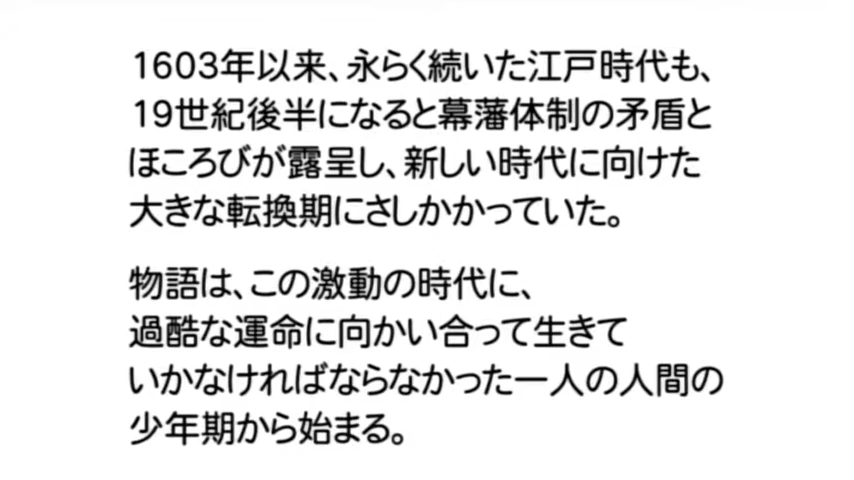 1603年以来、永らく続いた江戸時代も、
19世紀後半になると幕藩体制の矛盾と
ほころびが露呈し、新しい時代に向けた
大きな転換期にさしかかっていた。
物語は、この激動の時代に、
過酷な運命に向かい合って生きて
いかなければならなかった一人の人間の
少年期から始まる。